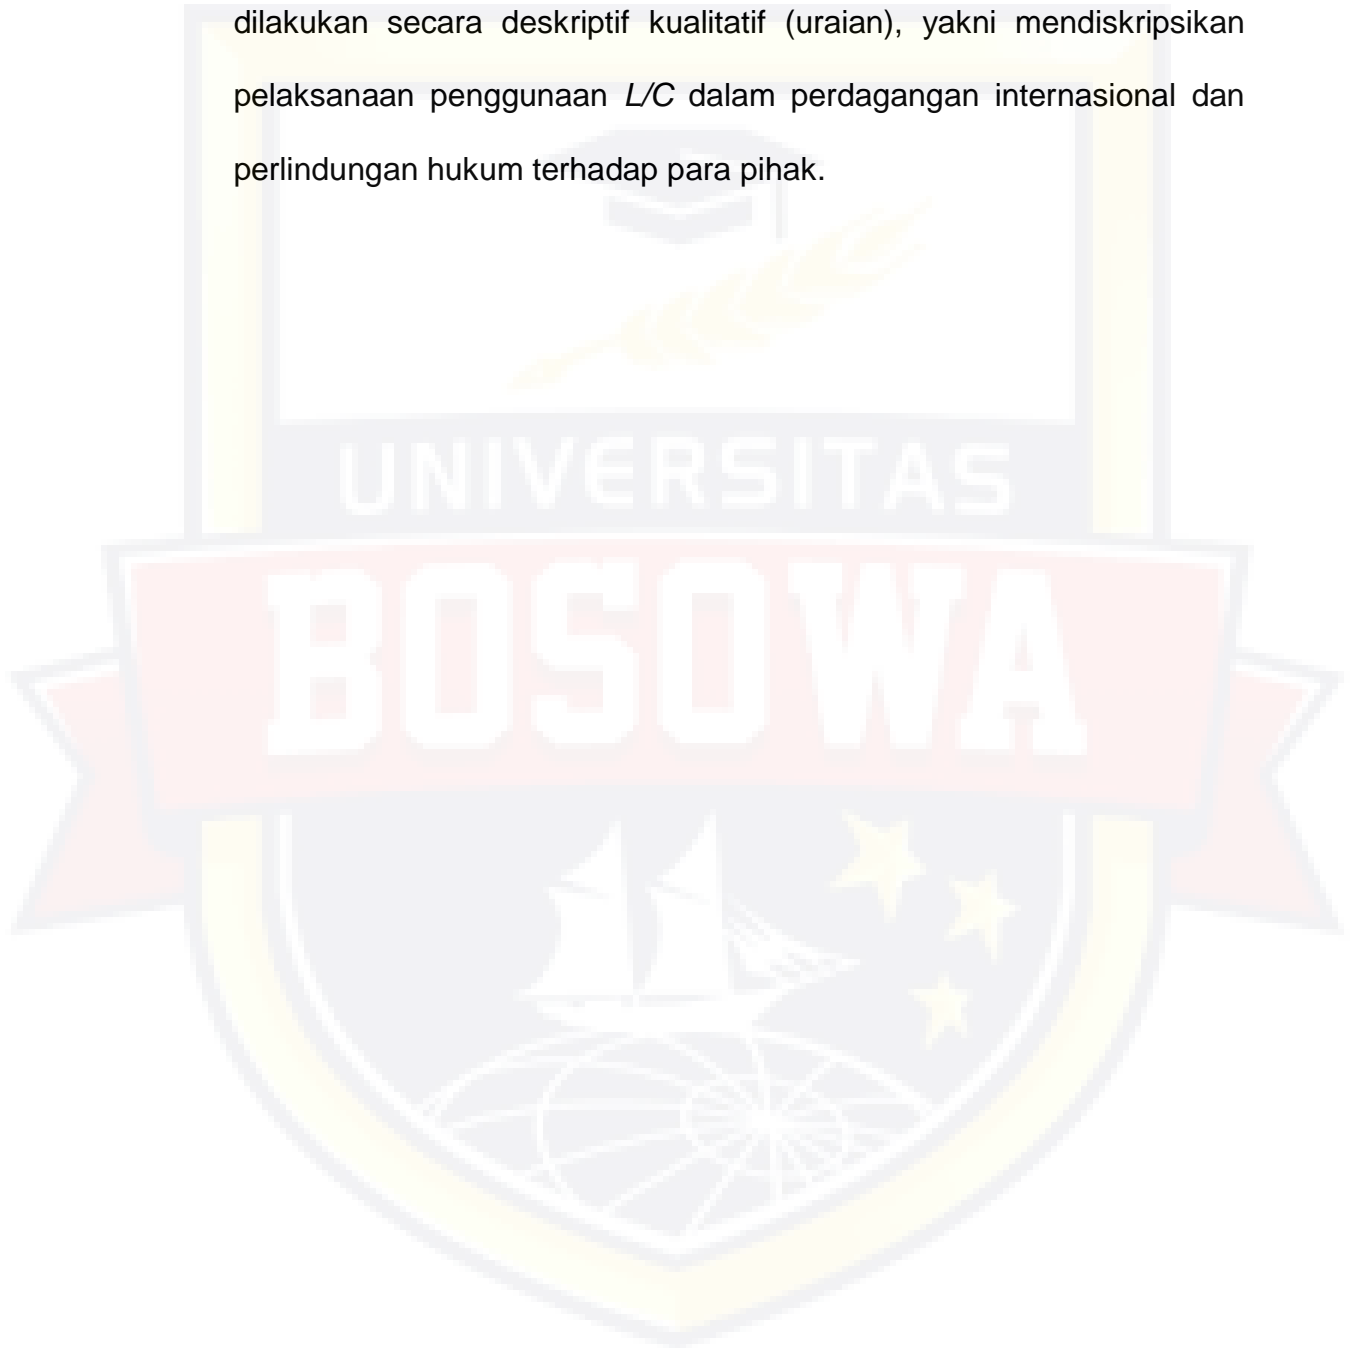 dilakukan secara deskriptif kualitatif (uraian), yakni mendiskripsikan
pelaksanaan penggunaan L/C dalam perdagangan internasional dan
perlindungan hukum terhadap para pihak.
UNIVERSITAS
BOSOWA